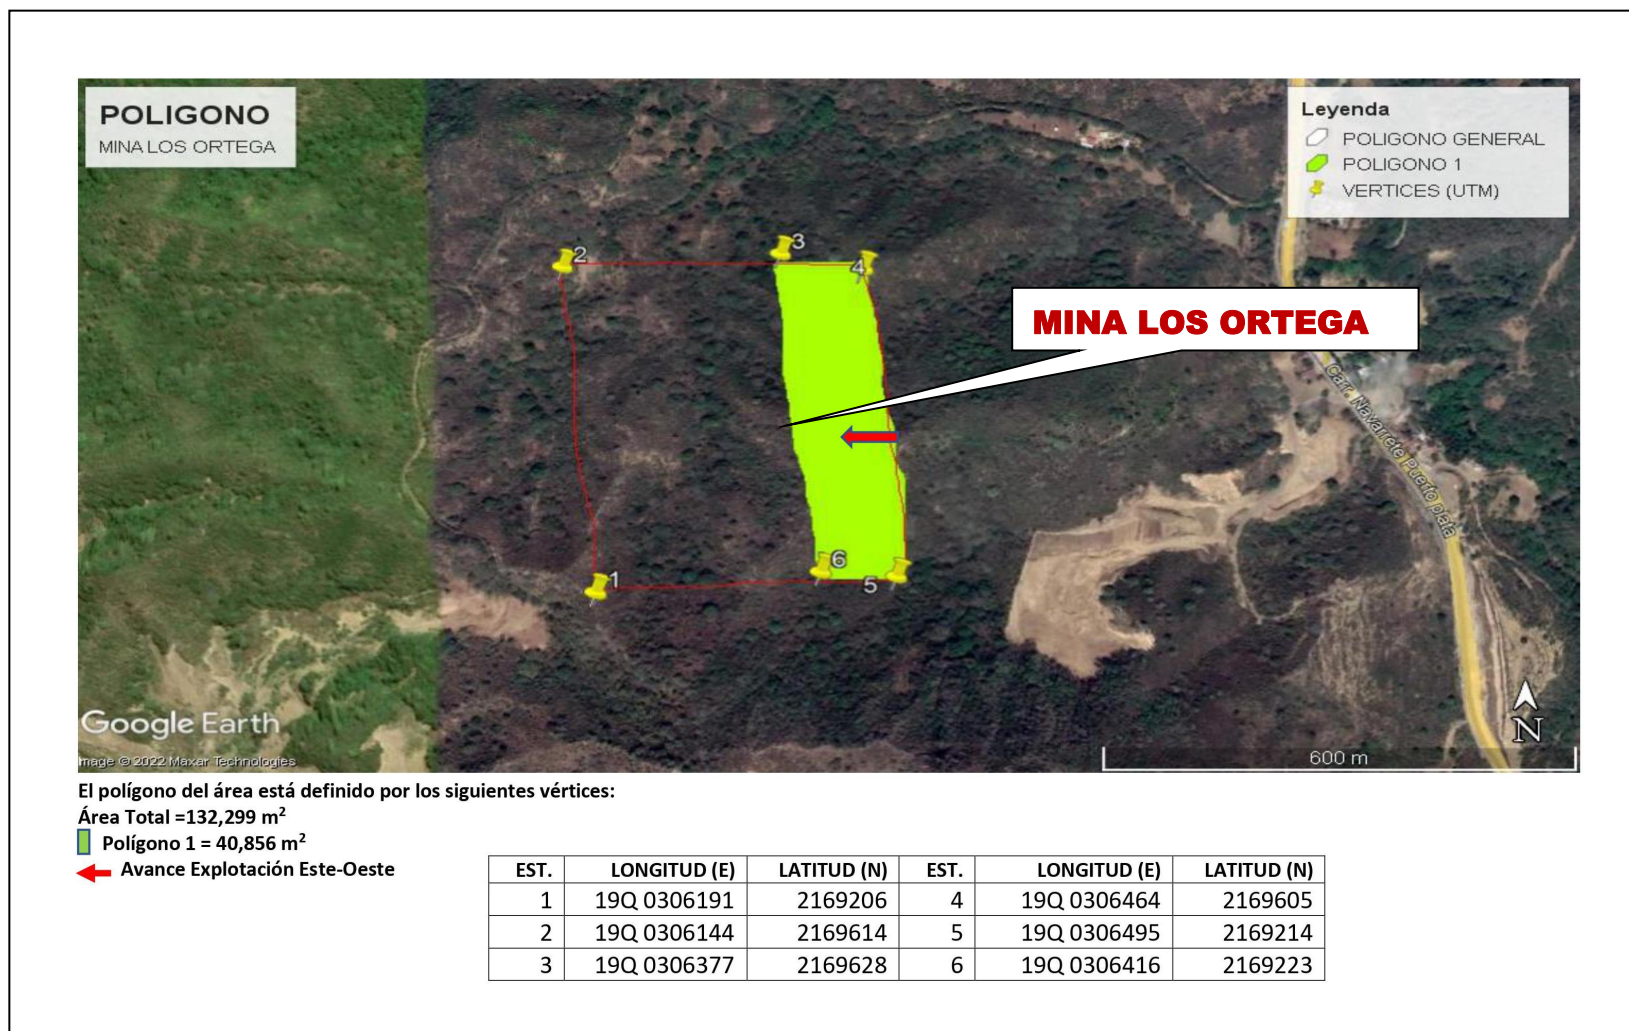 POLIGONO
MINA LOS ORTEGA
Leyenda
POLIGONO GENERAL
POLIGONO 1
VERTICES (UTM)
2
3
4
MINA LOS ORTEGA
Carr. Navarrete Puerto plata
6
1
5
Google Earth
N
600 m
mage © 2022 Maxar Technologies
El polígono del área está definido por los siguientes vértices:
Área Total =132,299 m²
Polígono 1 = 40,856 m²
Avance Explotación Este-Oeste
EST. LONGITUD (E) LATITUD (N) EST. LONGITUD (E) LATITUD (N)
1 19Q 0306191 2169206 4 19Q 0306464 2169605
2 19Q 0306144 2169614 5 19Q 0306495 2169214
3 19Q 0306377 2169628 6 19Q 0306416 2169223